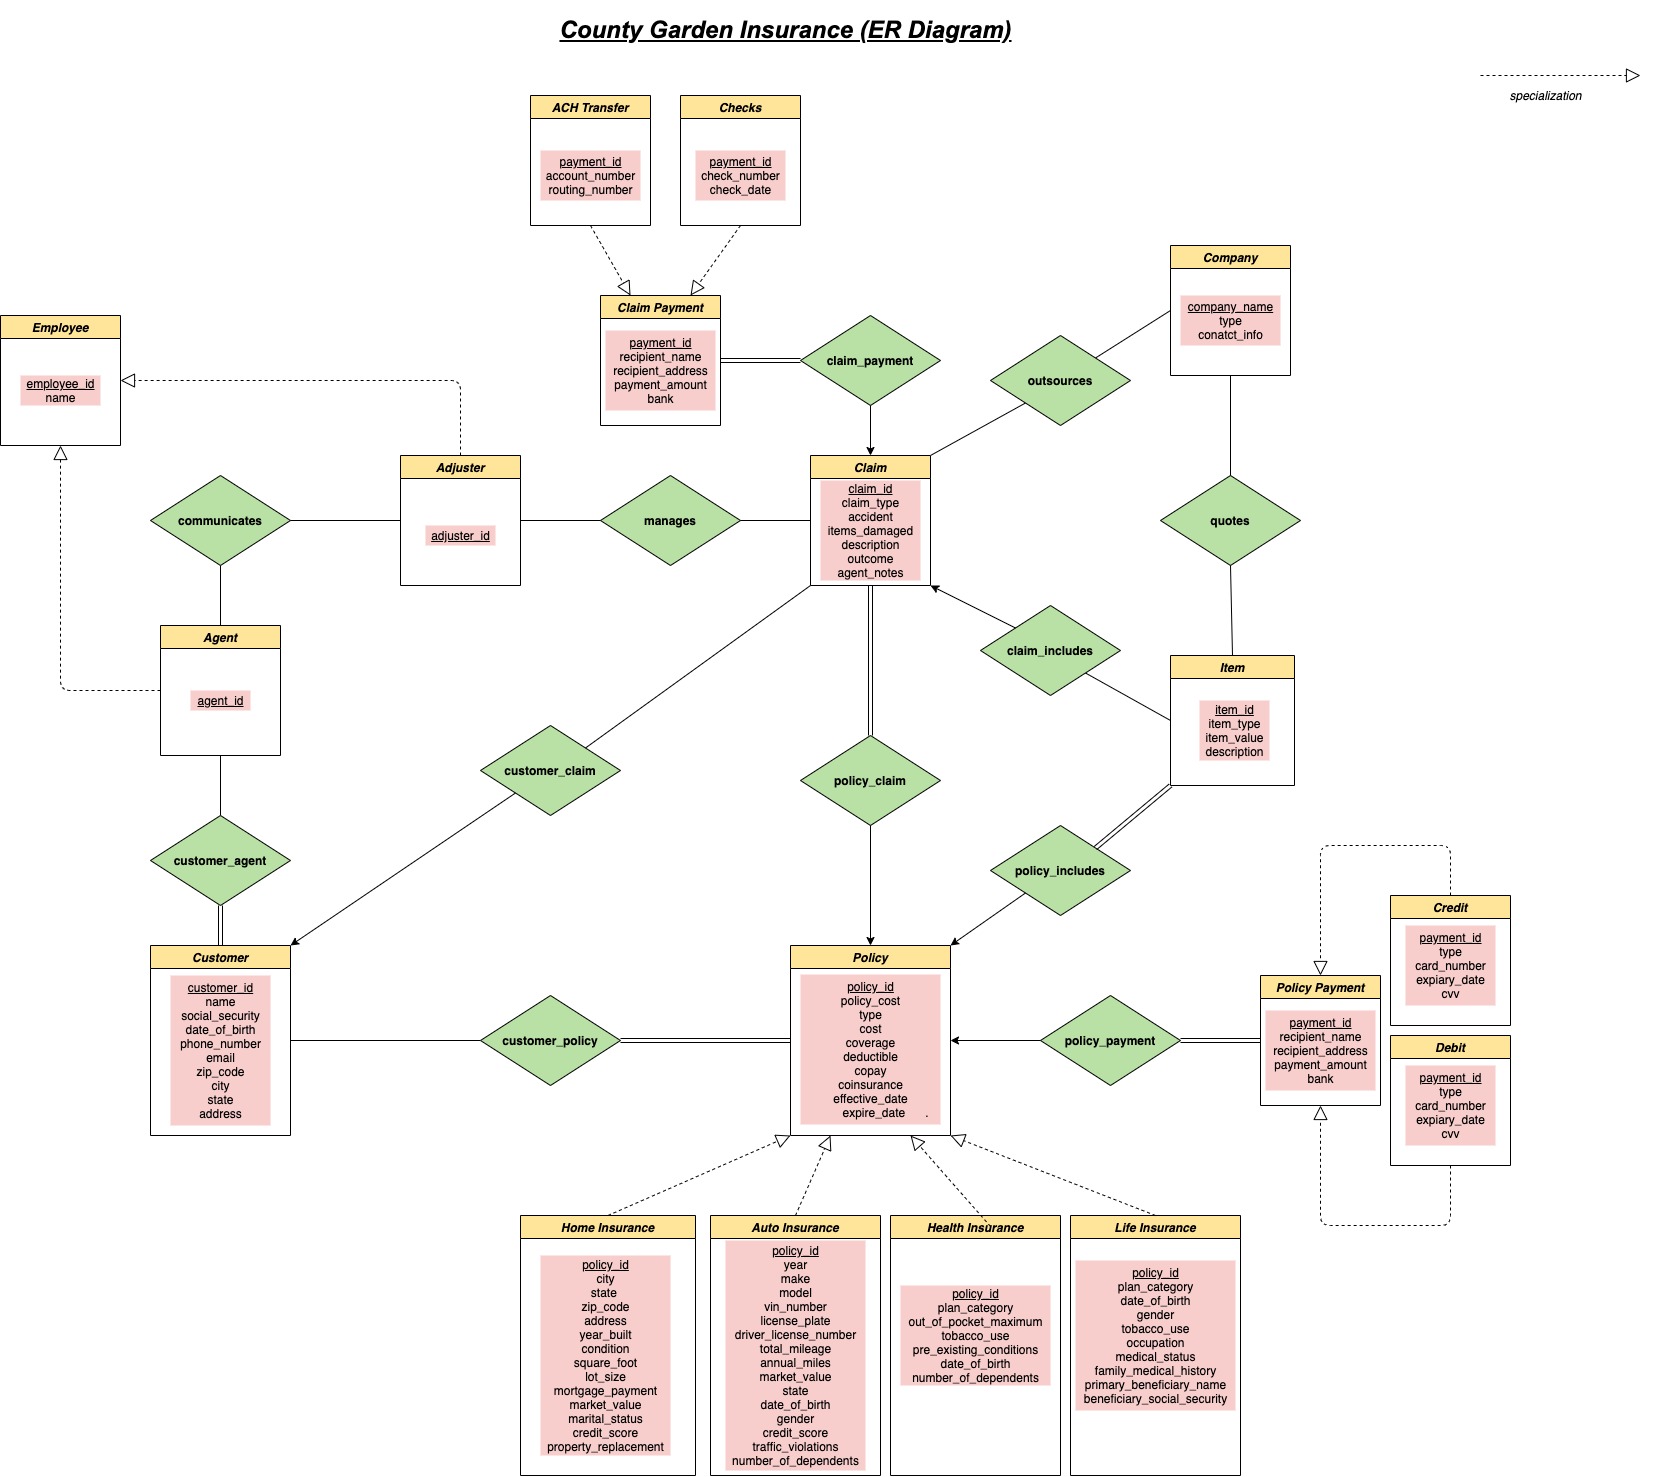 County Garden Insurance (ER Diagram)
specialization
ACH Transfer
payment_id
account_number
routing_number
Checks
payment_id
check_number
check_date
Company
company_name
type
conatct_info
Claim Payment
payment_id
recipient_name
recipient_address
payment_amount
bank
claim_payment
outsources
Employee
employee_id
name
Adjuster
adjuster_id
communicates
manages
Claim
claim_id
claim_type
accident
items_damaged
description
outcome
agent_notes
quotes
Agent
agent_id
claim_includes
Item
item_id
item_type
item_value
description
customer_claim
policy_claim
customer_agent
policy_includes
Customer
customer_id
name
social_security
date_of_birth
phone_number
email
zip_code
city
state
address
customer_policy
Policy
policy_id
policy_cost
type
cost
coverage
deductible
copay
coinsurance
effective_date
expire_date .
policy_payment
Policy Payment
payment_id
recipient_name
recipient_address
payment_amount
bank
Credit
payment_id
type
card_number
expiary_date
cvv
Debit
payment_id
type
card_number
expiary_date
cvv
Home Insurance
policy_id
city
state
zip_code
address
year_built
condition
square_foot
lot_size
mortgage_payment
market_value
marital_status
credit_score
property_replacement
Auto Insurance
policy_id
year
make
model
vin_number
license_plate
driver_license_number
total_mileage
annual_miles
market_value
state
date_of_birth
gender
credit_score
traffic_violations
number_of_dependents
Health Insurance
policy_id
plan_category
out_of_pocket_maximum
tobacco_use
pre_existing_conditions
date_of_birth
number_of_dependents
Life Insurance
policy_id
plan_category
date_of_birth
gender
tobacco_use
occupation
medical_status
family_medical_history
primary_beneficiary_name
beneficiary_social_security